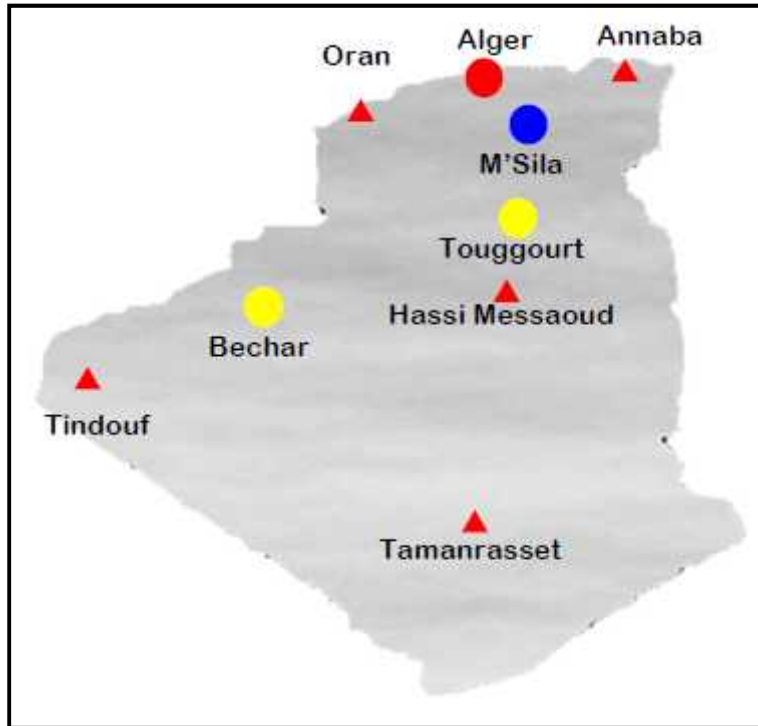 Oran
Alger
Annaba
M'Sila
Touggourt
Hassi Messaoud
Bechar
Tindouf
Tamanrasset